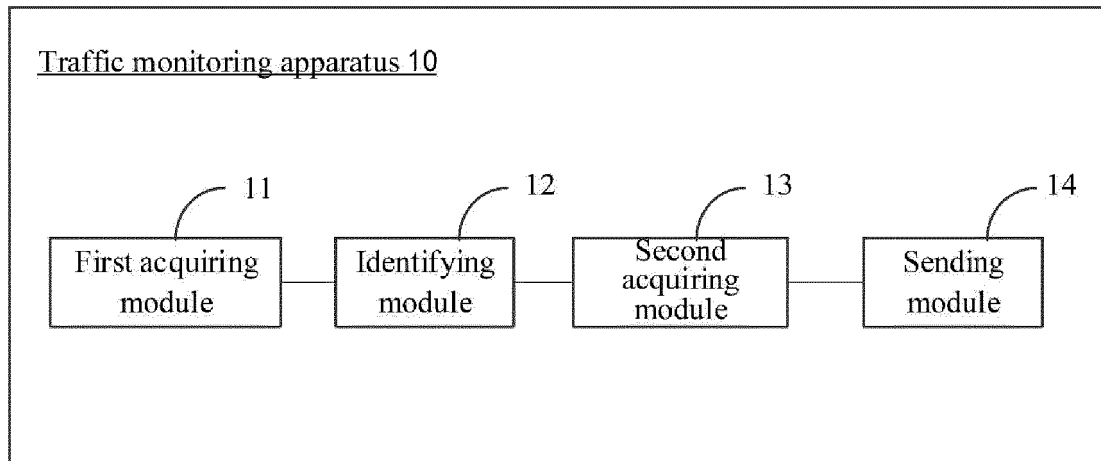 Traffic monitoring apparatus 10
11
12
13
14
First acquiring
module
Identifying
module
Second
acquiring
module
Sending
module